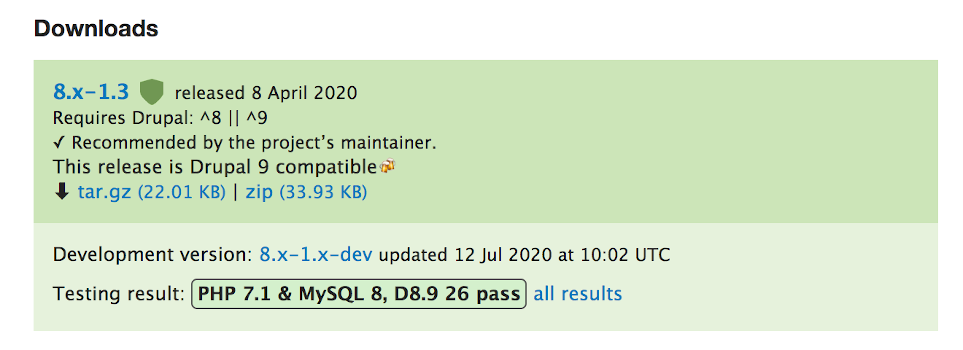 Downloads
8.x-1.3 released 8 April 2020
Requires Drupal: ^8 || ^9
✓ Recommended by the project’s maintainer.
This release is Drupal 9 compatible
tar.gz (22.01 KB) | zip (33.93 KB)
Development version: 8.x-1.x-dev updated 12 Jul 2020 at 10:02 UTC
Testing result: PHP 7.1 & MySQL 8, D8.9 26 pass all results